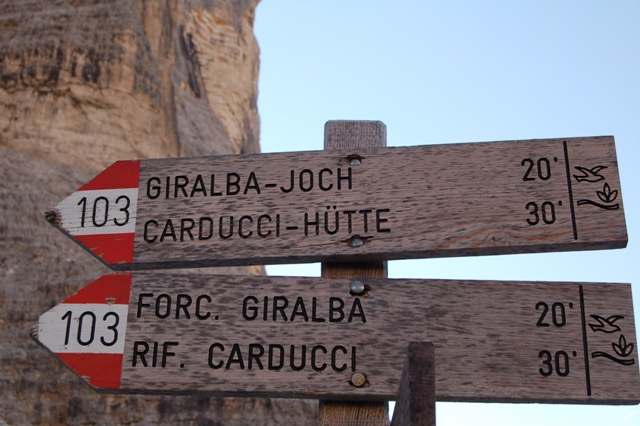 103
GIRALBA-JOCH 20'
CARDUCCI-HÜTTE 30'
103
FORC. GIRALBA 20'
RIF. CARDUCCI 30'